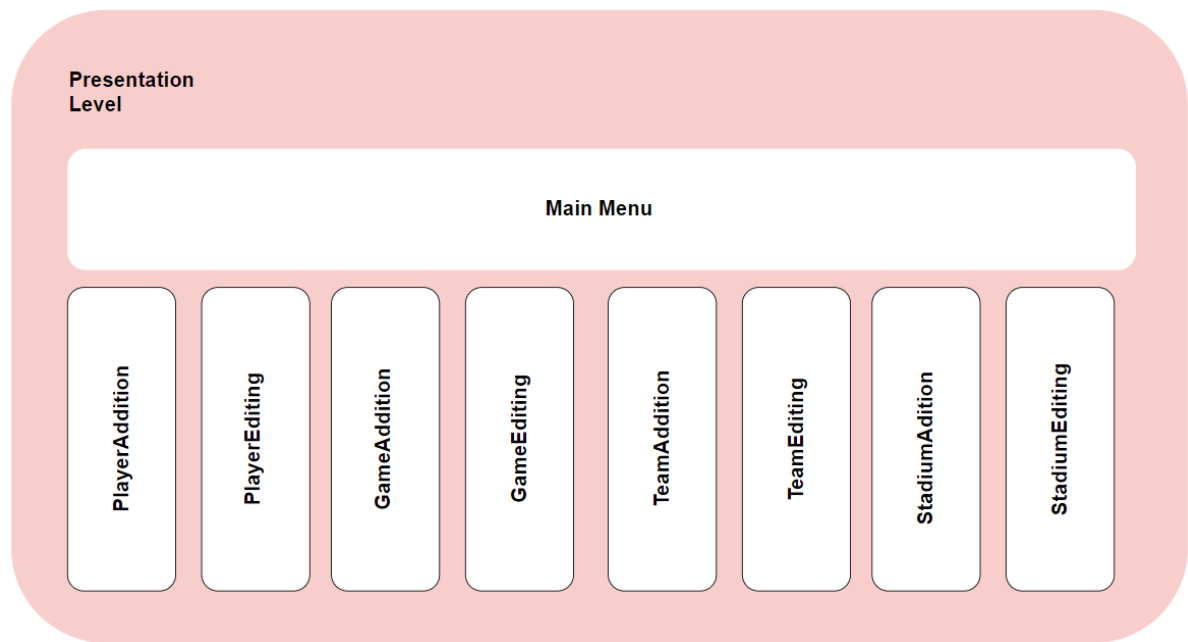 Presentation
Level
Main Menu
PlayerAddition
PlayerEditing
GameAddition
GameEditing
TeamAddition
TeamEditing
StadiumAdition
StadiumEditing